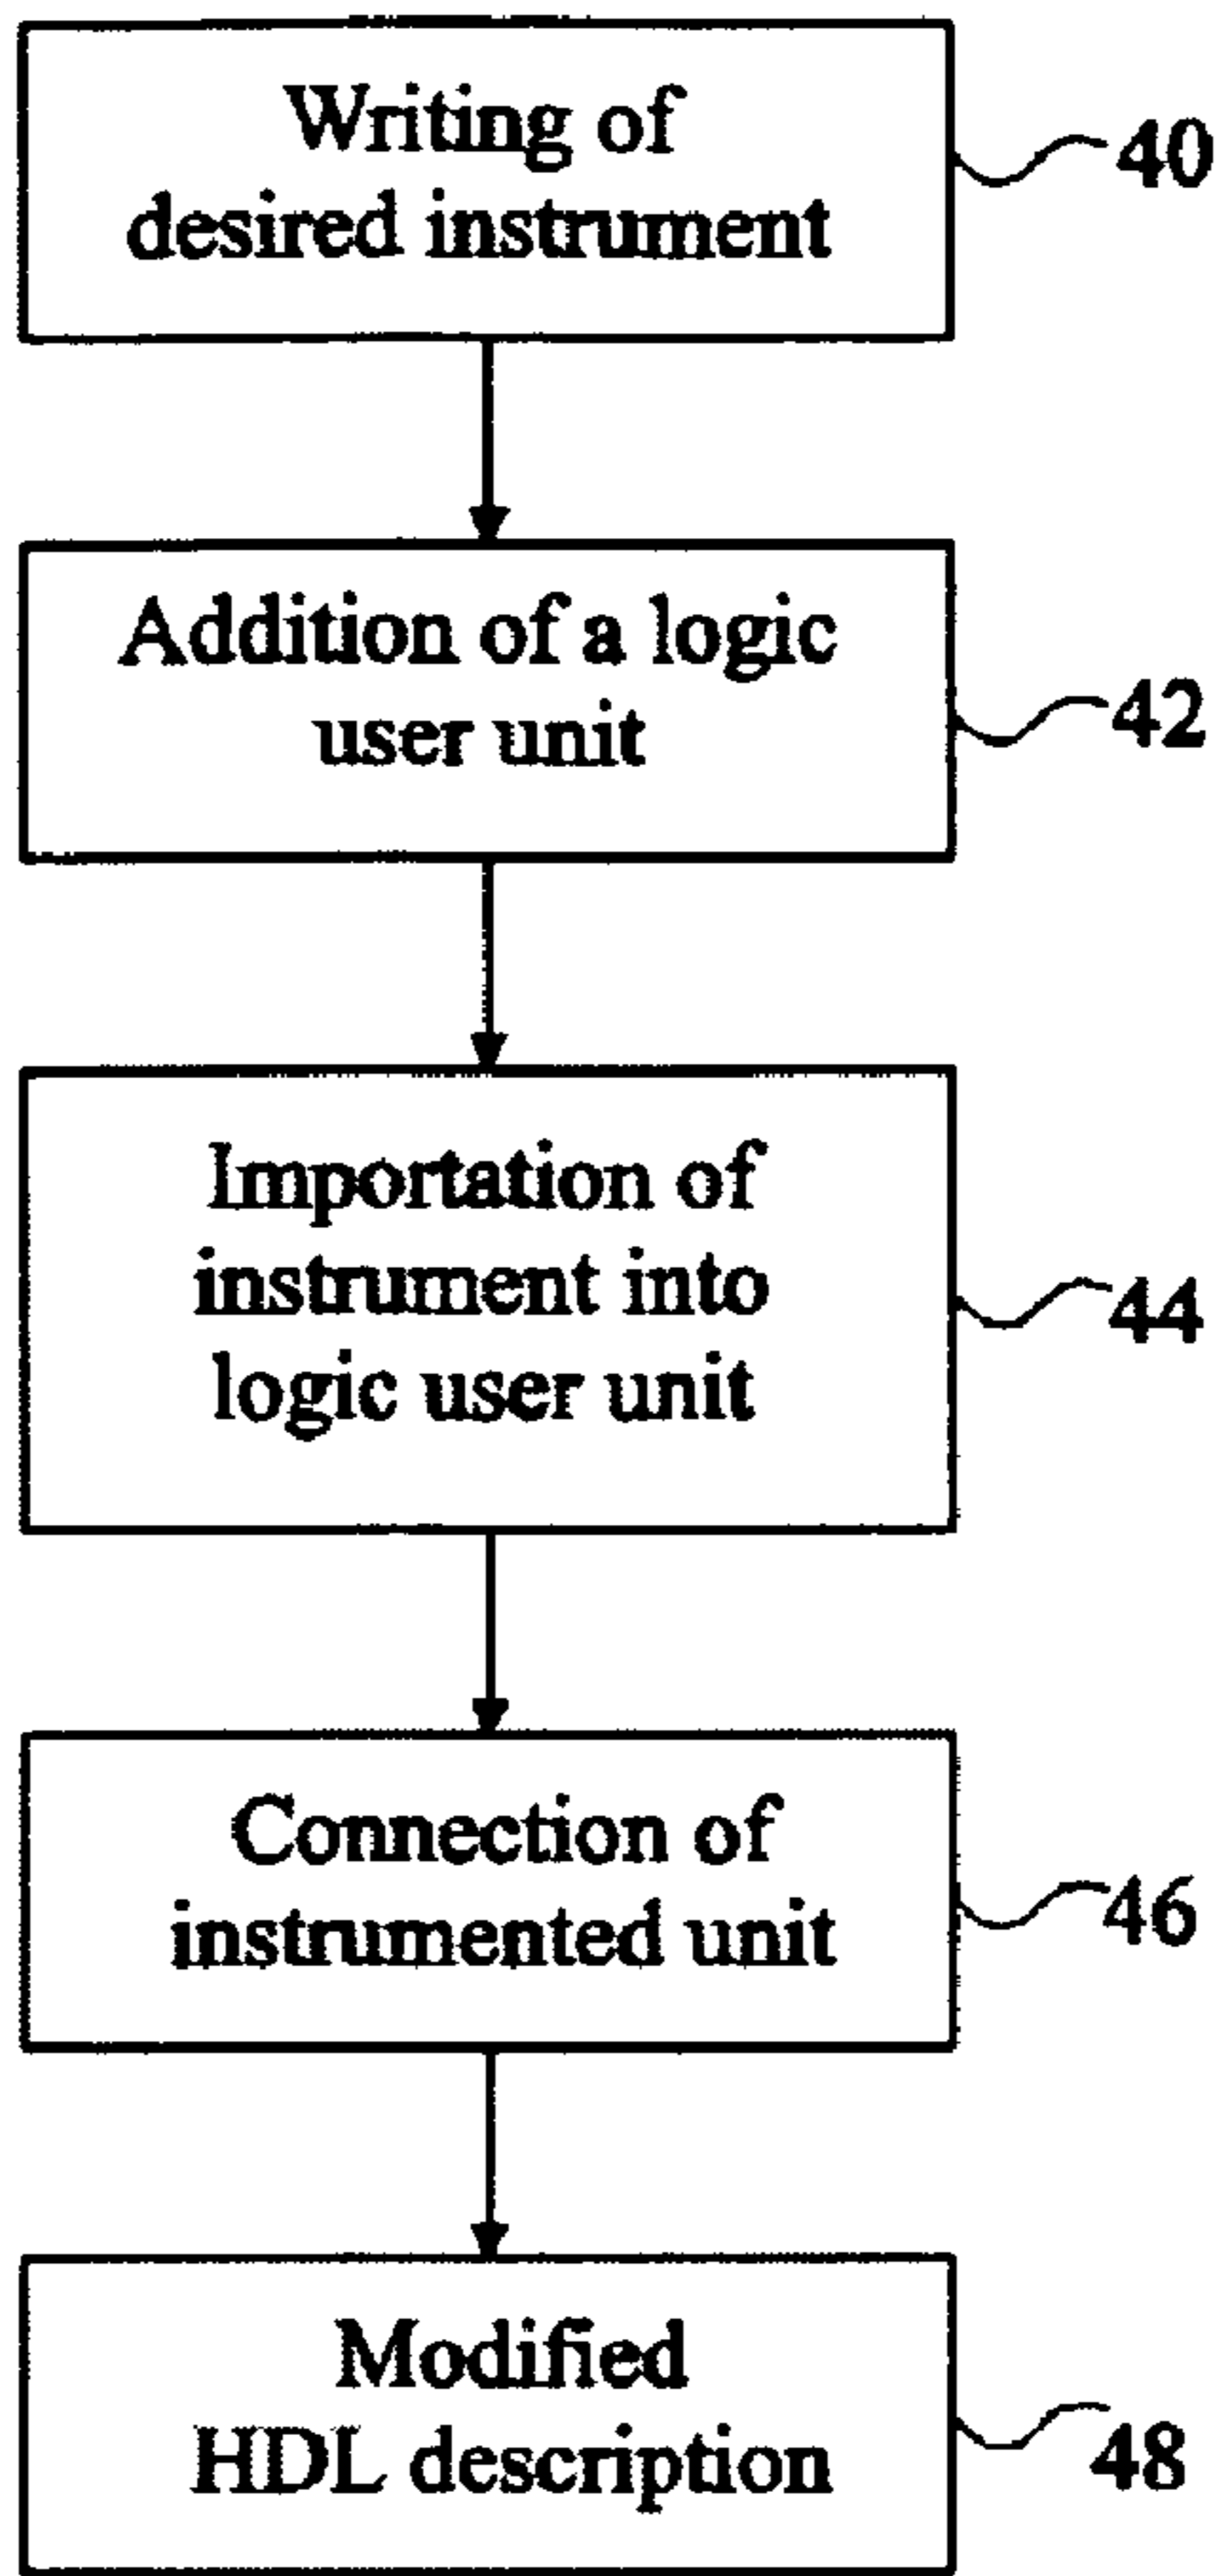 Writing of
desired instrument
40
Addition of a logic
user unit
42
Importation of
instrument into
logic user unit
44
Connection of
instrumented unit
46
Modified
HDL description
48